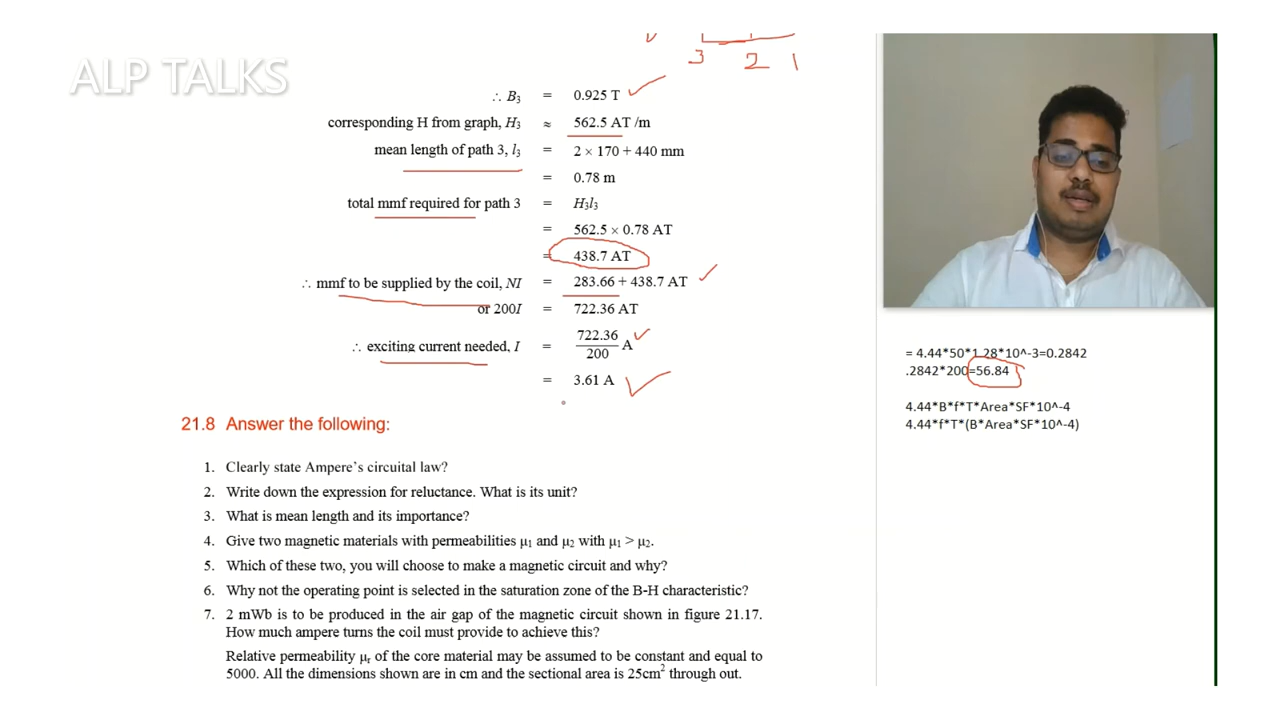 ALP TALKS
3 2 1
∴ B₃ = 0.925 T
corresponding H from graph, H₃ ≈ 562.5 AT /m
mean length of path 3, l₃ = 2 × 170 + 440 mm
= 0.78 m
total mmf required for path 3 = H₃l₃
= 562.5 × 0.78 AT
= 438.7 AT
∴ mmf to be supplied by the coil, NI = 283.66 + 438.7 AT
or 200I = 722.36 AT
∴ exciting current needed, I = 722.36/200 A
= 3.61 A
21.8 Answer the following:
1. Clearly state Ampere’s circuital law?
2. Write down the expression for reluctance. What is its unit?
3. What is mean length and its importance?
4. Give two magnetic materials with permeabilities μ₁ and μ₂ with μ₁ > μ₂.
5. Which of these two, you will choose to make a magnetic circuit and why?
6. Why not the operating point is selected in the saturation zone of the B-H characteristic?
7. 2 mWb is to be produced in the air gap of the magnetic circuit shown in figure 21.17.
How much ampere turns the coil must provide to achieve this?
Relative permeability μᵣ of the core material may be assumed to be constant and equal to
5000. All the dimensions shown are in cm and the sectional area is 25cm² through out.
= 4.44*50*1.28*10^-3=0.2842
.2842*200=56.84
4.44*B*f*T*Area*SF*10^-4
4.44*f*T*(B*Area*SF*10^-4)